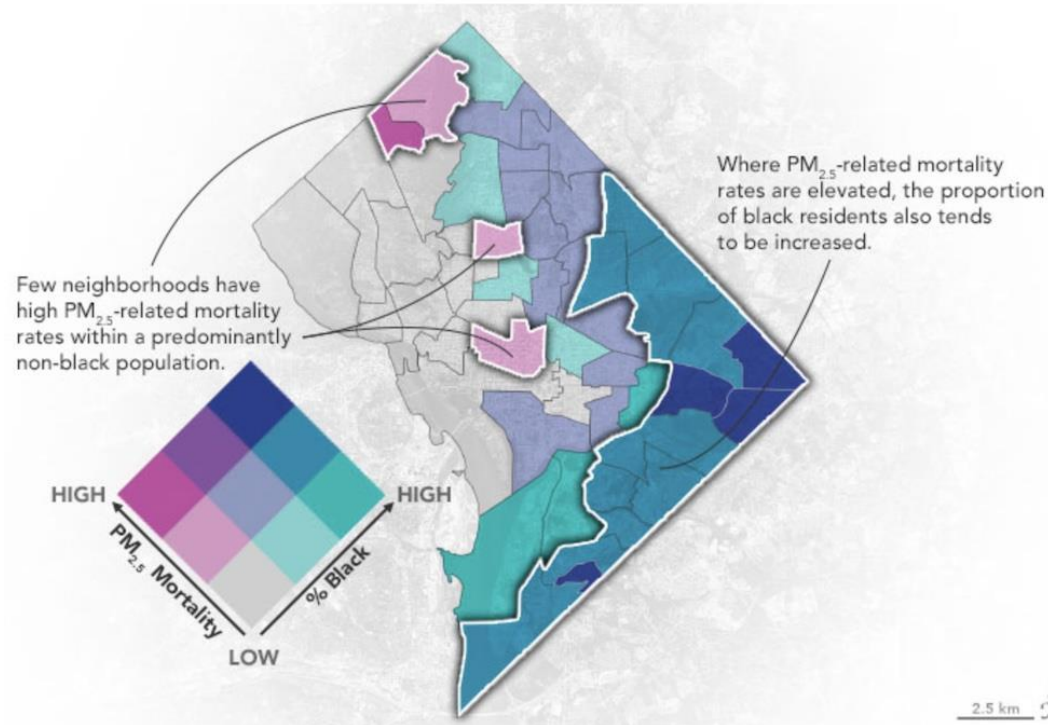 Where PM2.5-related mortality
rates are elevated, the proportion
of black residents also tends
to be increased.
Few neighborhoods have
high PM2.5-related mortality
rates within a predominantly
non-black population.
HIGH
HIGH
PM2.5 Mortality
% Black
LOW
2.5 km